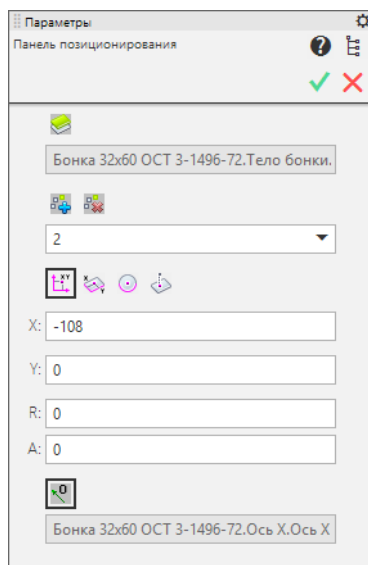 Параметры
Панель позиционирования
Бонка 32x60 ОСТ 3-1496-72.Тело бонки.
2
X: -108
Y: 0
R: 0
A: 0
Бонка 32x60 ОСТ 3-1496-72.Ось X.Ось X